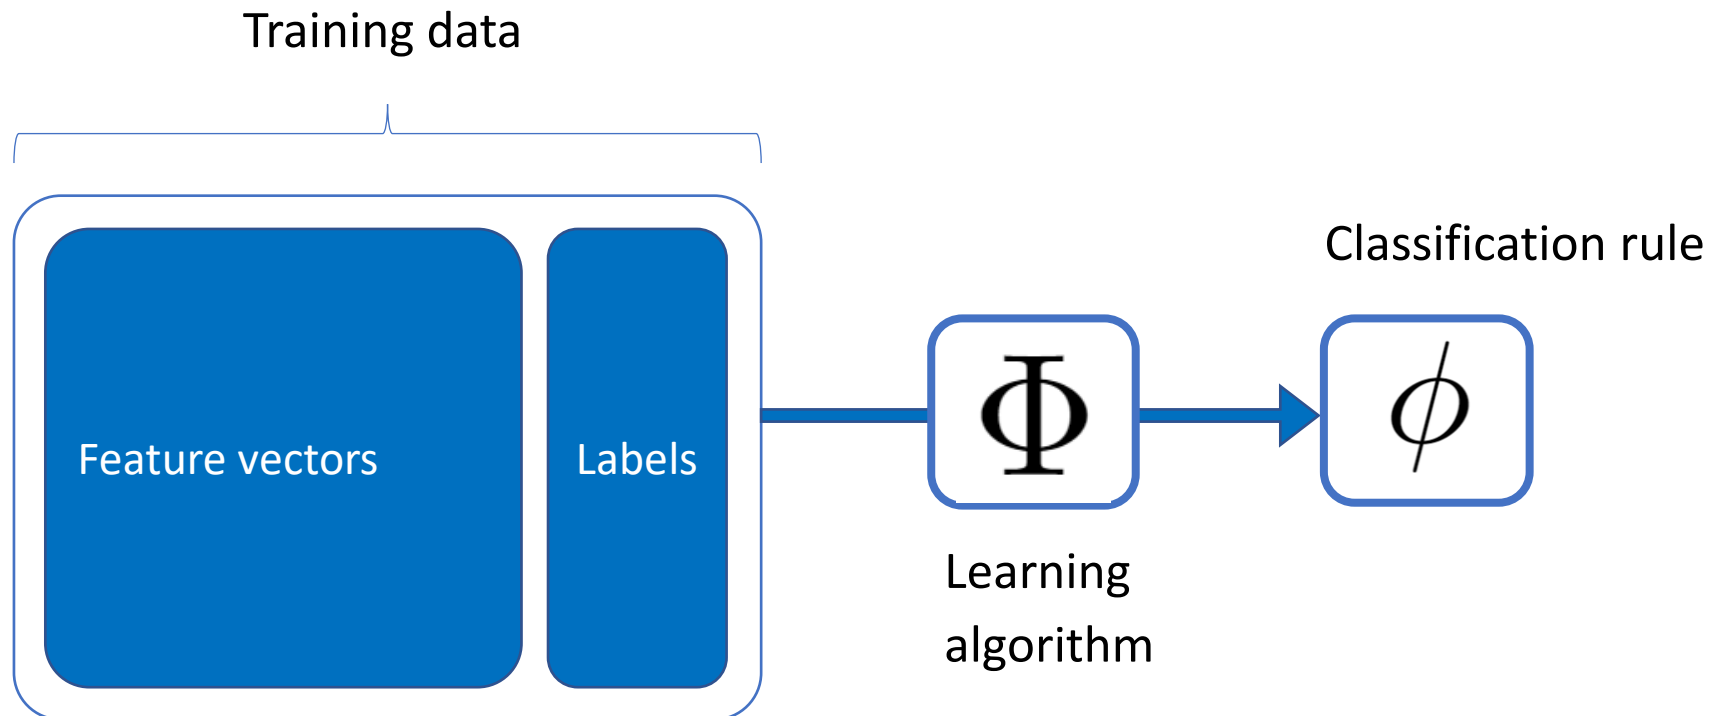 Training data
Feature vectors
Labels
Φ
Learning
algorithm
Classification rule
ϕ